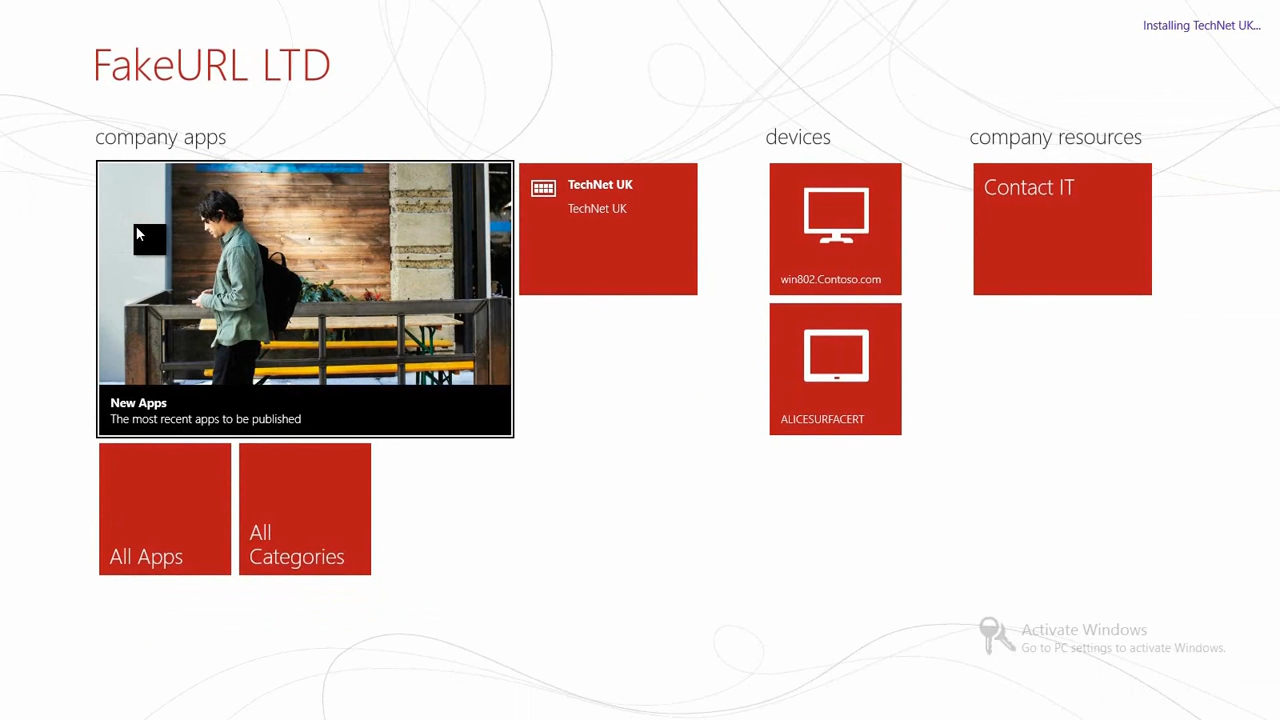 Installing TechNet UK...
FakeURL LTD
company apps
devices
company resources
TechNet UK
TechNet UK
Contact IT
win802.Contoso.com
New Apps
The most recent apps to be published
ALICESURFACERT
All Apps
All
Categories
Activate Windows
Go to PC settings to activate Windows.